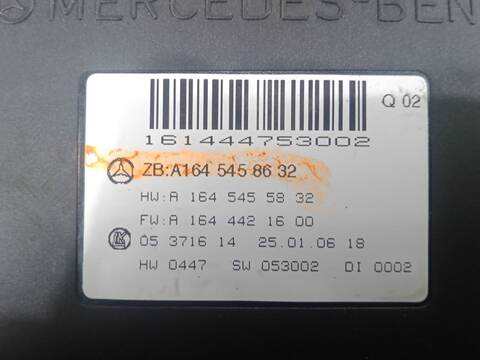 MERCEDES-BEN
Q 02
161444753002
ZB:A164 545 86 32
HW:A 164 545 58 32
FW:A 164 442 16 00
05 3716 14 25.01.06 18
HW 0447 SW 053002 DI 0002